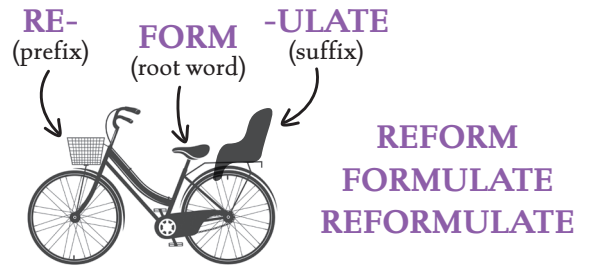 RE-
(prefix)
FORM
(root word)
-ULATE
(suffix)
REFORM
FORMULATE
REFORMULATE